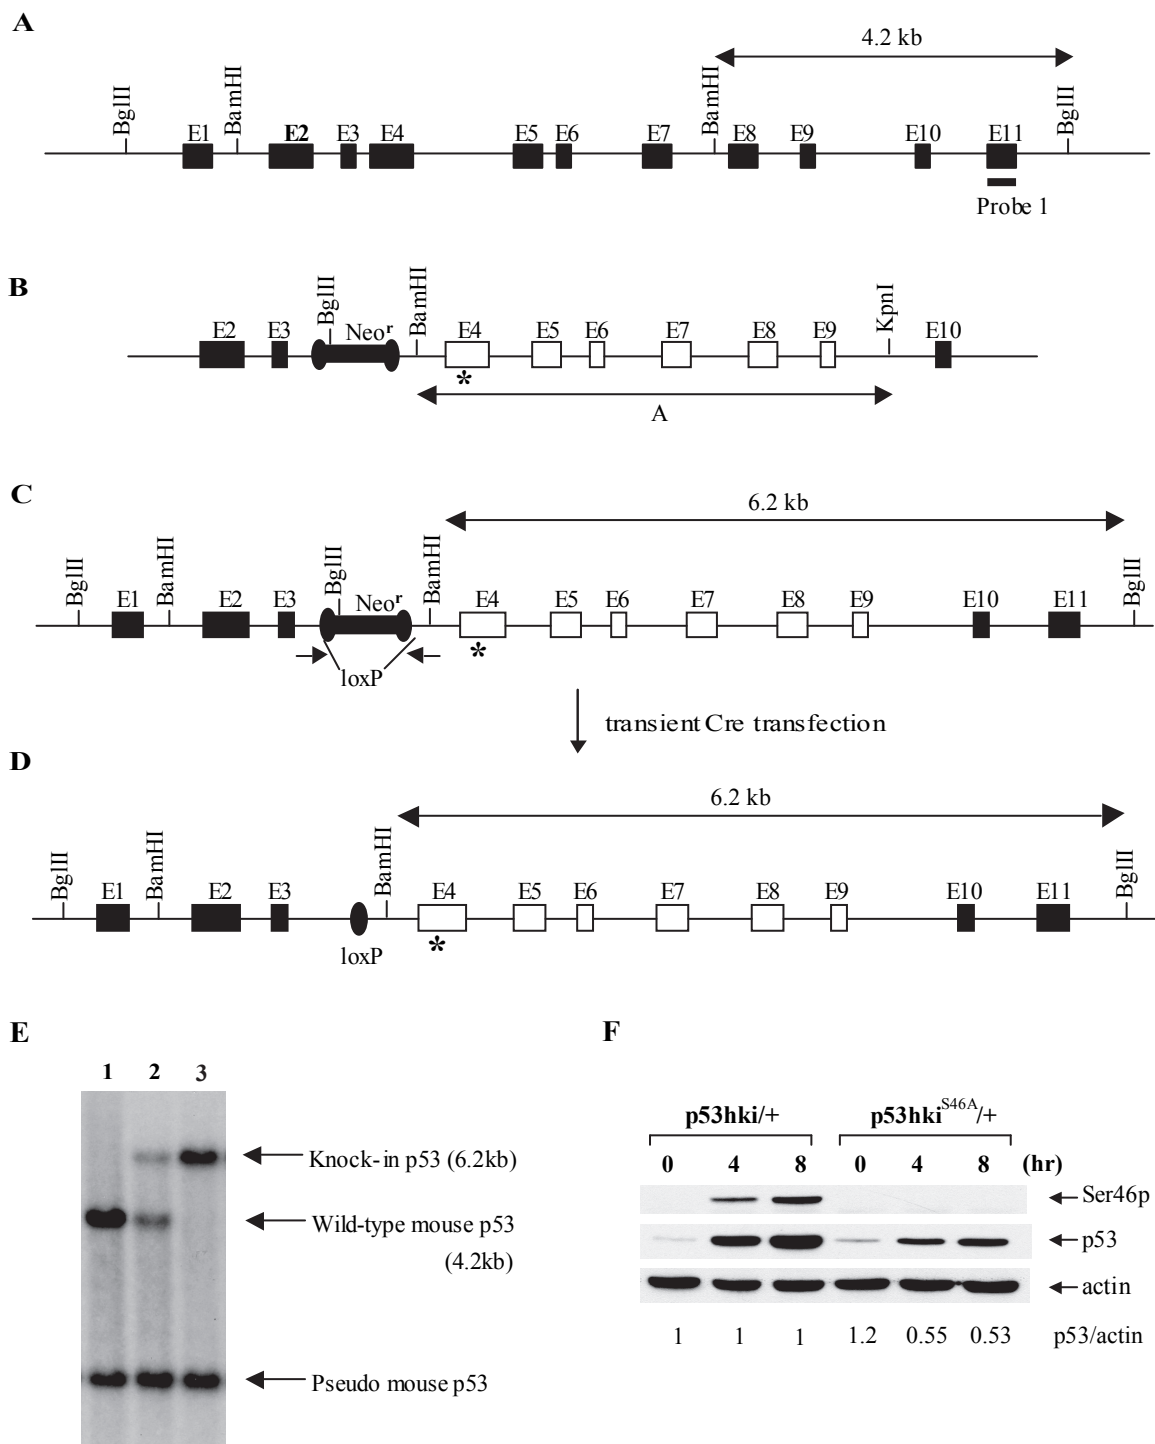 A
4.2 kb
BglII
BamHI
BamHI
BglII
E1 E2 E3 E4 E5 E6 E7 E8 E9 E10 E11
Probe 1
B
BglII
BamHI
KpnI
E2 E3 Neoʳ E4 E5 E6 E7 E8 E9 E10
*
A
C
6.2 kb
BglII
BamHI
BglII
BamHI
BglII
E1 E2 E3 Neoʳ E4 E5 E6 E7 E8 E9 E10 E11
*
loxP
transient Cre transfection
D
6.2 kb
BglII
BamHI
BamHI
BglII
E1 E2 E3 E4 E5 E6 E7 E8 E9 E10 E11
*
loxP
E
1 2 3
Knock-in p53 (6.2kb)
Wild-type mouse p53
(4.2kb)
Pseudo mouse p53
F
p53hki/+ p53hki^S46A/+
0 4 8 0 4 8 (hr)
Ser46p
p53
actin
1 1 1 1.2 0.55 0.53 p53/actin